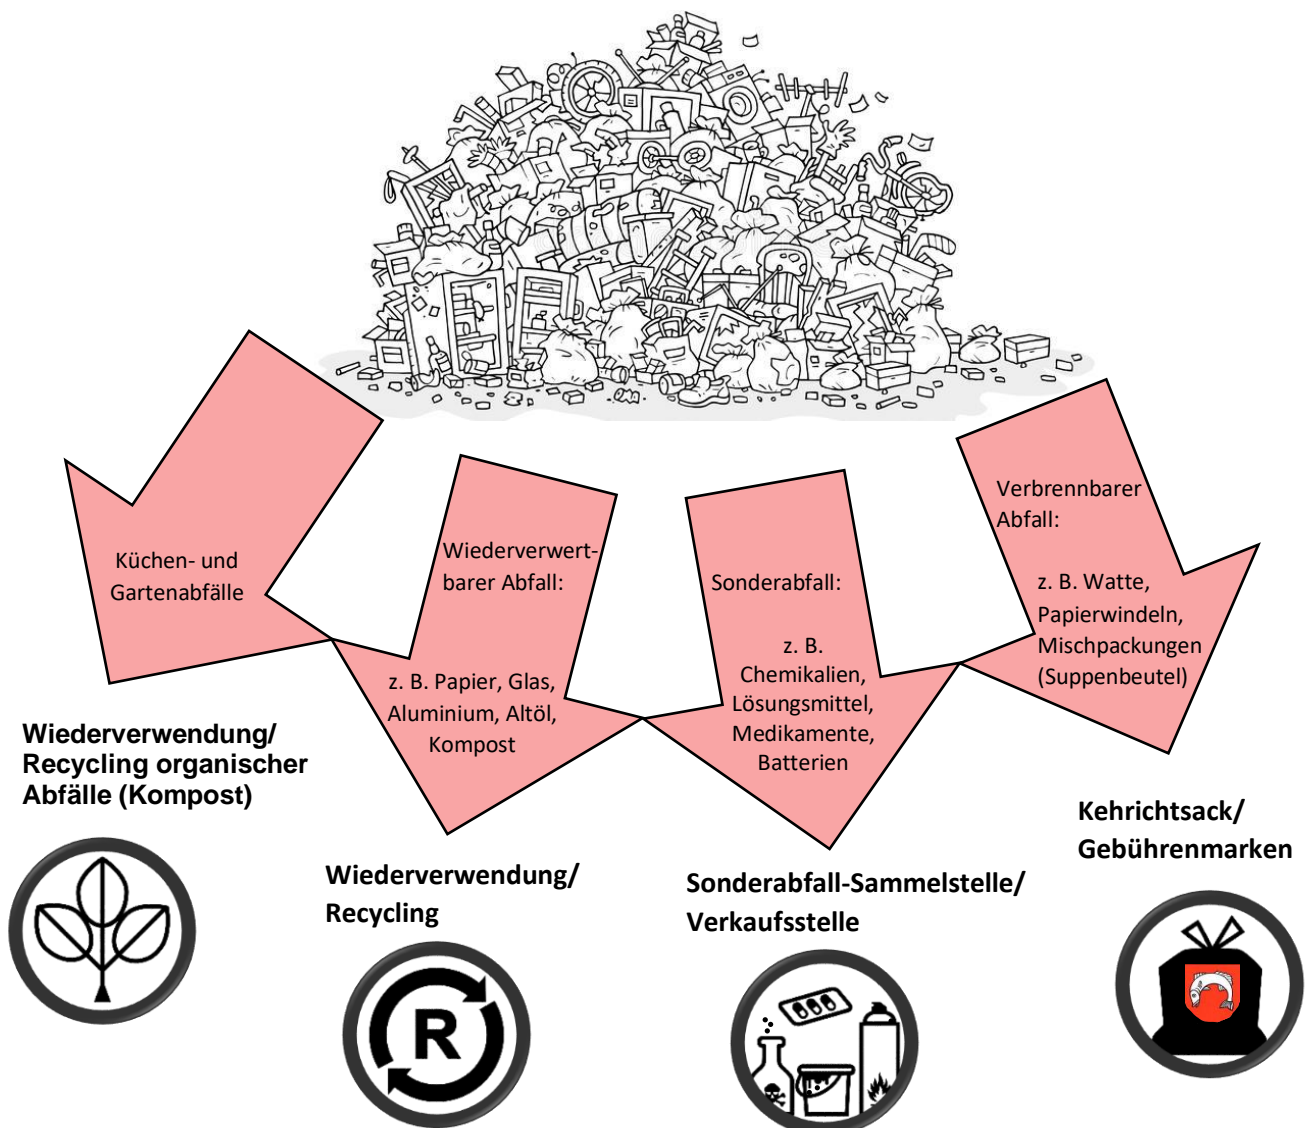 Küchen- und
Gartenabfälle
Wiederverwert-
barer Abfall:
z. B. Papier, Glas,
Aluminium, Altöl,
Kompost
Sonderabfall:
z. B.
Chemikalien,
Lösungsmittel,
Medikamente,
Batterien
Verbrennbarer
Abfall:
z. B. Watte,
Papierwindeln,
Mischpackungen
(Suppenbeutel)
Wiederverwendung/
Recycling organischer
Abfälle (Kompost)
Wiederverwendung/
Recycling
R
Sonderabfall-Sammelstelle/
Verkaufsstelle
Kehrichtsack/
Gebührenmarken